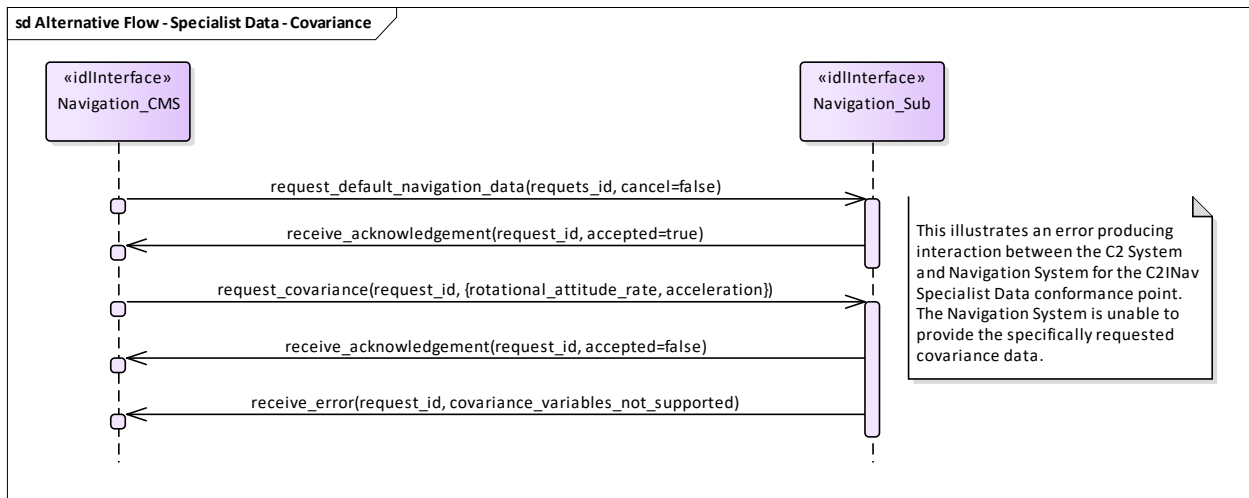 sd Alternative Flow - Specialist Data - Covariance
«idlInterface»
Navigation_CMS
«idlInterface»
Navigation_Sub
request_default_navigation_data(requets_id, cancel=false)
receive_acknowledgement(request_id, accepted=true)
request_covariance(request_id, {rotational_attitude_rate, acceleration})
receive_acknowledgement(request_id, accepted=false)
receive_error(request_id, covariance_variables_not_supported)
This illustrates an error producing
interaction between the C2 System
and Navigation System for the C2INav
Specialist Data conformance point.
The Navigation System is unable to
provide the specifically requested
covariance data.